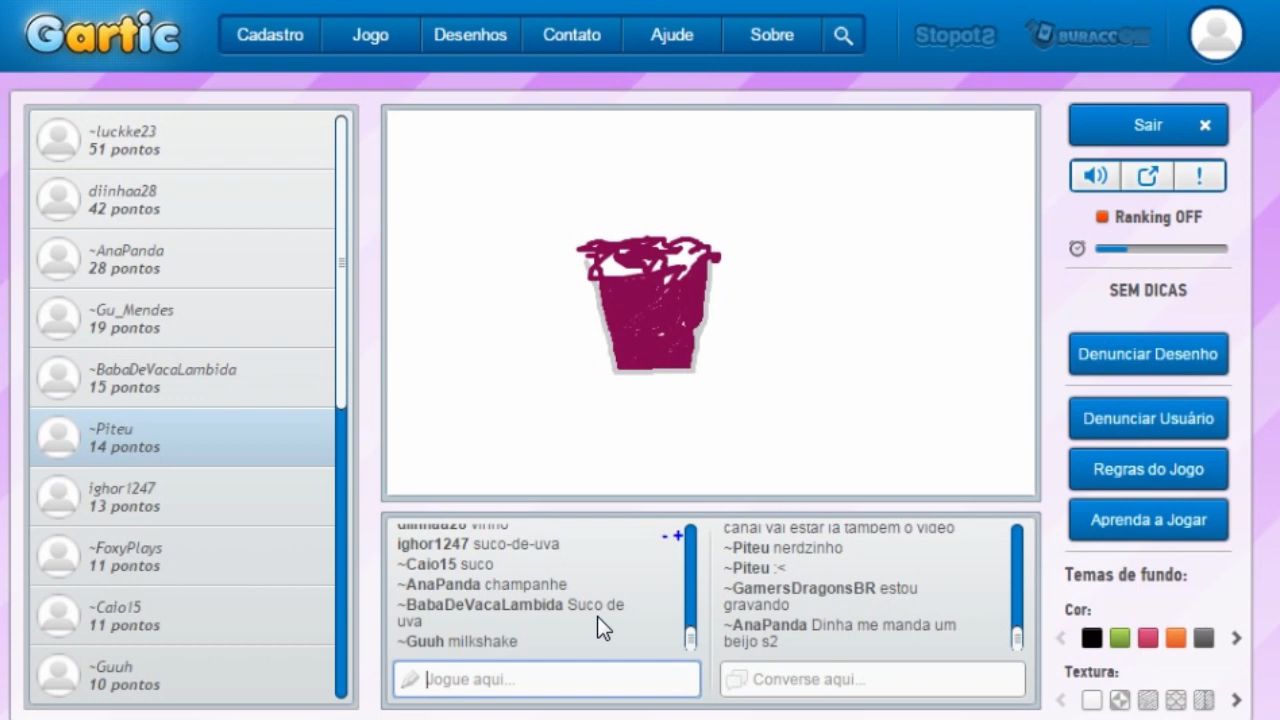 Gartic
Cadastro
Jogo
Desenhos
Contato
Ajude
Sobre
Stopots
~luckke23
51 pontos
diinhaa28
42 pontos
~AnaPanda
28 pontos
~Gu_Mendes
19 pontos
~BabaDeVacaLambida
15 pontos
~Piteu
14 pontos
ighor1247
13 pontos
~FoxyPlays
11 pontos
~Caio15
11 pontos
~Guuh
10 pontos
diinhaa28 vinho
ighor1247 suco-de-uva
~Caio15 suco
~AnaPanda champanhe
~BabaDeVacaLambida Suco de
uva
~Guuh milkshake
- +
Jogue aqui...
canal vai estar la também o video
~Piteu nerdzinho
~Piteu :<
~GamersDragonsBR estou
gravando
~AnaPanda Dinha me manda um
beijo s2
Converse aqui...
Sair ×
!
Ranking OFF
SEM DICAS
Denunciar Desenho
Denunciar Usuário
Regras do Jogo
Aprenda a Jogar
Temas de fundo:
Cor:
Textura: